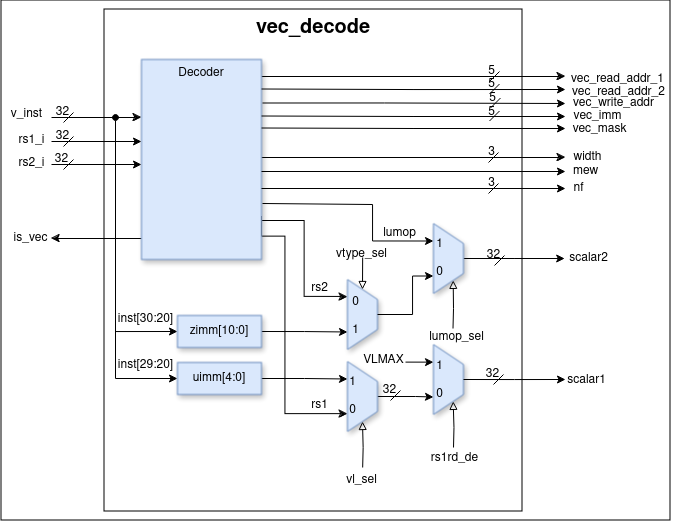 vec_decode
Decoder
v_inst
32
rs1_i
32
rs2_i
32
is_vec
5
vec_read_addr_1
5
vec_read_addr_2
5
vec_write_addr
5
vec_imm
vec_mask
3
width
mew
3
nf
lumop
1
0
32
scalar2
vtype_sel
rs2
0
1
lumop_sel
inst[30:20]
zimm[10:0]
inst[29:20]
uimm[4:0]
VLMAX
1
0
32
scalar1
1
0
32
rs1
rs1rd_de
vl_sel